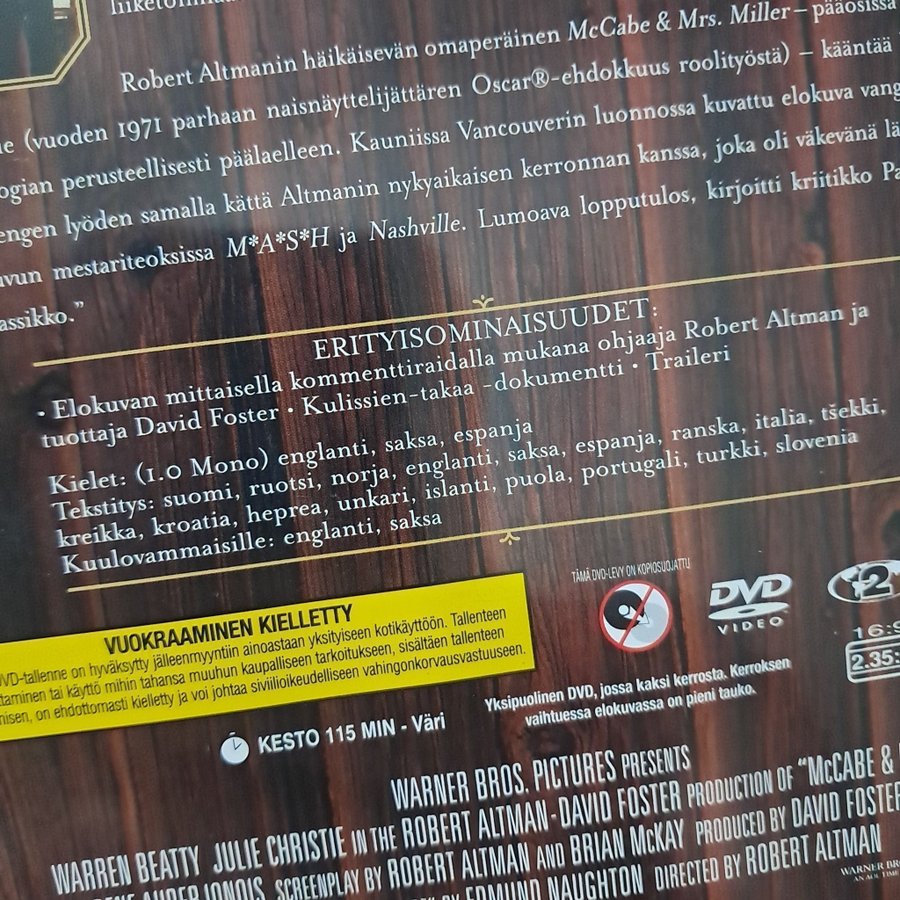 Robert Altmanin häikäisevän omaperäinen McCabe & Mrs. Miller – pääosissa
(vuoden 1971 parhaan naisnäyttelijättären Oscar®-ehdokkuus roolityöstä) – kääntää
ogian perusteellisesti päälaelleen. Kauniissa Vancouverin luonnossa kuvattu elokuva vang
engen lyöden samalla kättä Altmanin nykyaikaisen kerronnan kanssa, joka oli väkevänä lä
vun mestariteoksissa M*A*S*H ja Nashville. Lumoava lopputulos, kirjoitti kriitikko Pa
assikko.”
ERITYISOMINAISUUDET:
• Elokuvan mittaisella kommenttiraidalla mukana ohjaaja Robert Altman ja
tuottaja David Foster • Kulissien-takaa -dokumentti • Traileri
Kielet: (1.0 Mono) englanti, saksa, espanja
Tekstitys: suomi, ruotsi, norja, englanti, saksa, espanja, ranska, italia, tšekki,
kreikka, kroatia, heprea, unkari, islanti, puola, portugali, turkki, slovenia
Kuulovammaisille: englanti, saksa
TÄMÄ DVD-LEVY ON KOPIOSUOJATTU
DVD
VIDEO
2
16:9
2.35:
VUOKRAAMINEN KIELLETTY
DVD-tallenne on hyväksytty jälleenmyyntiin ainoastaan yksityiseen kotikäyttöön. Tallenteen
ttaminen tai käyttö mihin tahansa muuhun kaupalliseen tarkoitukseen, sisältäen tallenteen
misen, on ehdottomasti kielletty ja voi johtaa siviilioikeudelliseen vahingonkorvausvastuuseen.
Yksipuolinen DVD, jossa kaksi kerrosta. Kerroksen
vaihtuessa elokuvassa on pieni tauko.
KESTO 115 MIN - Väri
WARNER BROS. PICTURES PRESENTS
WARREN BEATTY JULIE CHRISTIE IN THE ROBERT ALTMAN-DAVID FOSTER PRODUCTION OF “McCABE &
SCREENPLAY BY ROBERT ALTMAN AND BRIAN McKAY PRODUCED BY DAVID FOSTER
EDMUND NAUGHTON DIRECTED BY ROBERT ALTMAN
WARNER BR
AN AOL TIME